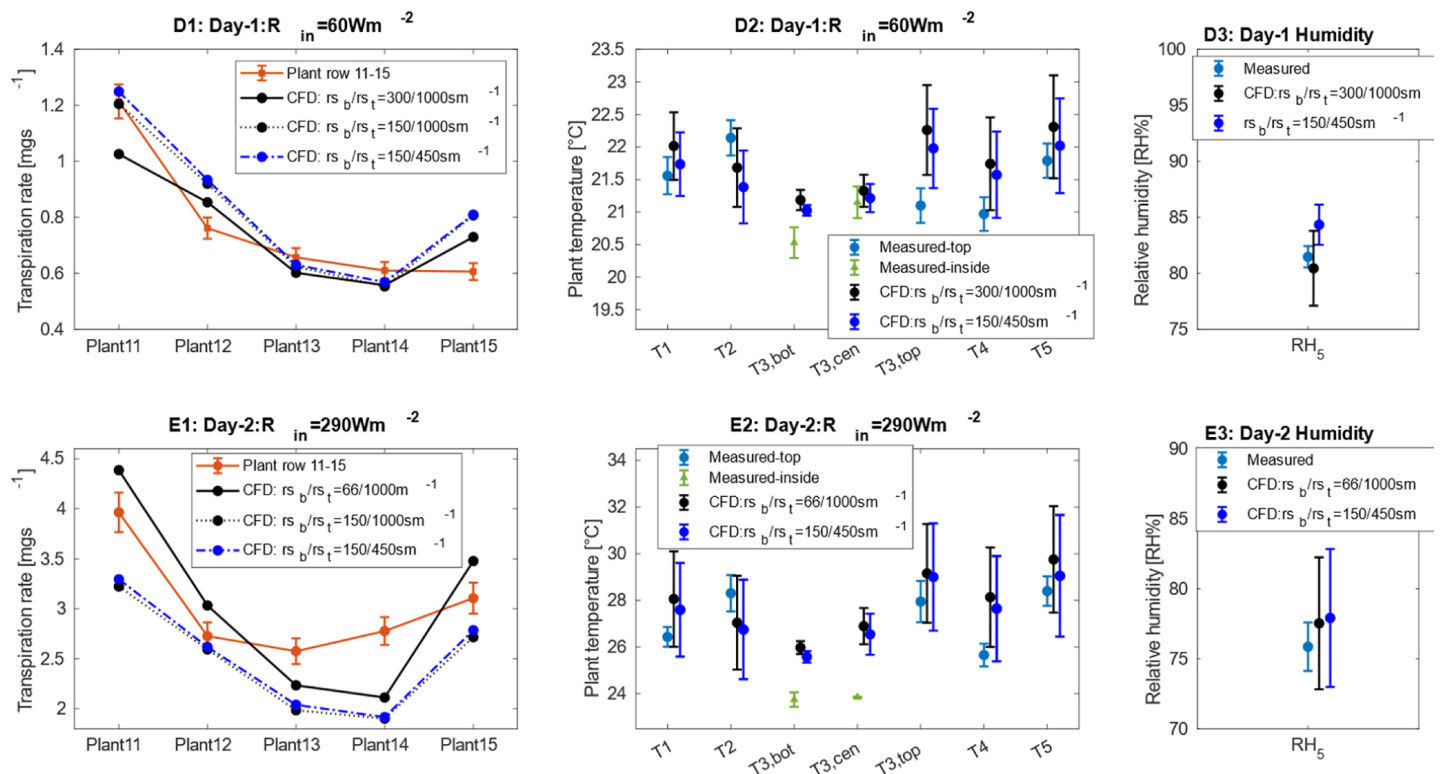 D1: Day-1:R in=60Wm -2
1.4
1.2
1
0.8
0.6
0.4
Transpiration rate [mgs -1]
Plant row 11-15
CFD: rs b/rs t=300/1000sm -1
CFD: rs b/rs t=150/1000sm -1
CFD: rs b/rs t=150/450sm -1
Plant11
Plant12
Plant13
Plant14
Plant15
D2: Day-1:R in=60Wm -2
23.5
23
22.5
22
21.5
21
20.5
20
19.5
Plant temperature [°C]
Measured-top
Measured-inside
CFD:rs b/rs t=300/1000sm -1
CFD:rs b/rs t=150/450sm -1
T1
T2
T3,bot
T3,cen
T3,top
T4
T5
D3: Day-1 Humidity
100
95
90
85
80
75
Relative humidity [RH%]
Measured
CFD:rs b/rs t=300/1000sm
rs b/rs t=150/450sm -1
RH5
E1: Day-2:R in=290Wm -2
4.5
4
3.5
3
2.5
2
Transpiration rate [mgs -1]
Plant row 11-15
CFD: rs b/rs t=66/1000m -1
CFD: rs b/rs t=150/1000sm -1
CFD: rs b/rs t=150/450sm -1
Plant11
Plant12
Plant13
Plant14
Plant15
E2: Day-2:R in=290Wm -2
34
32
30
28
26
24
Plant temperature [°C]
Measured-top
Measured-inside
CFD:rs b/rs t=66/1000sm -1
CFD:rs b/rs t=150/450sm -1
T1
T2
T3,bot
T3,cen
T3,top
T4
T5
E3: Day-2 Humidity
90
85
80
75
70
Relative humidity [RH%]
Measured
CFD:rs b/rs t=66/1000sm
CFD:rs b/rs t=150/450sm
RH5